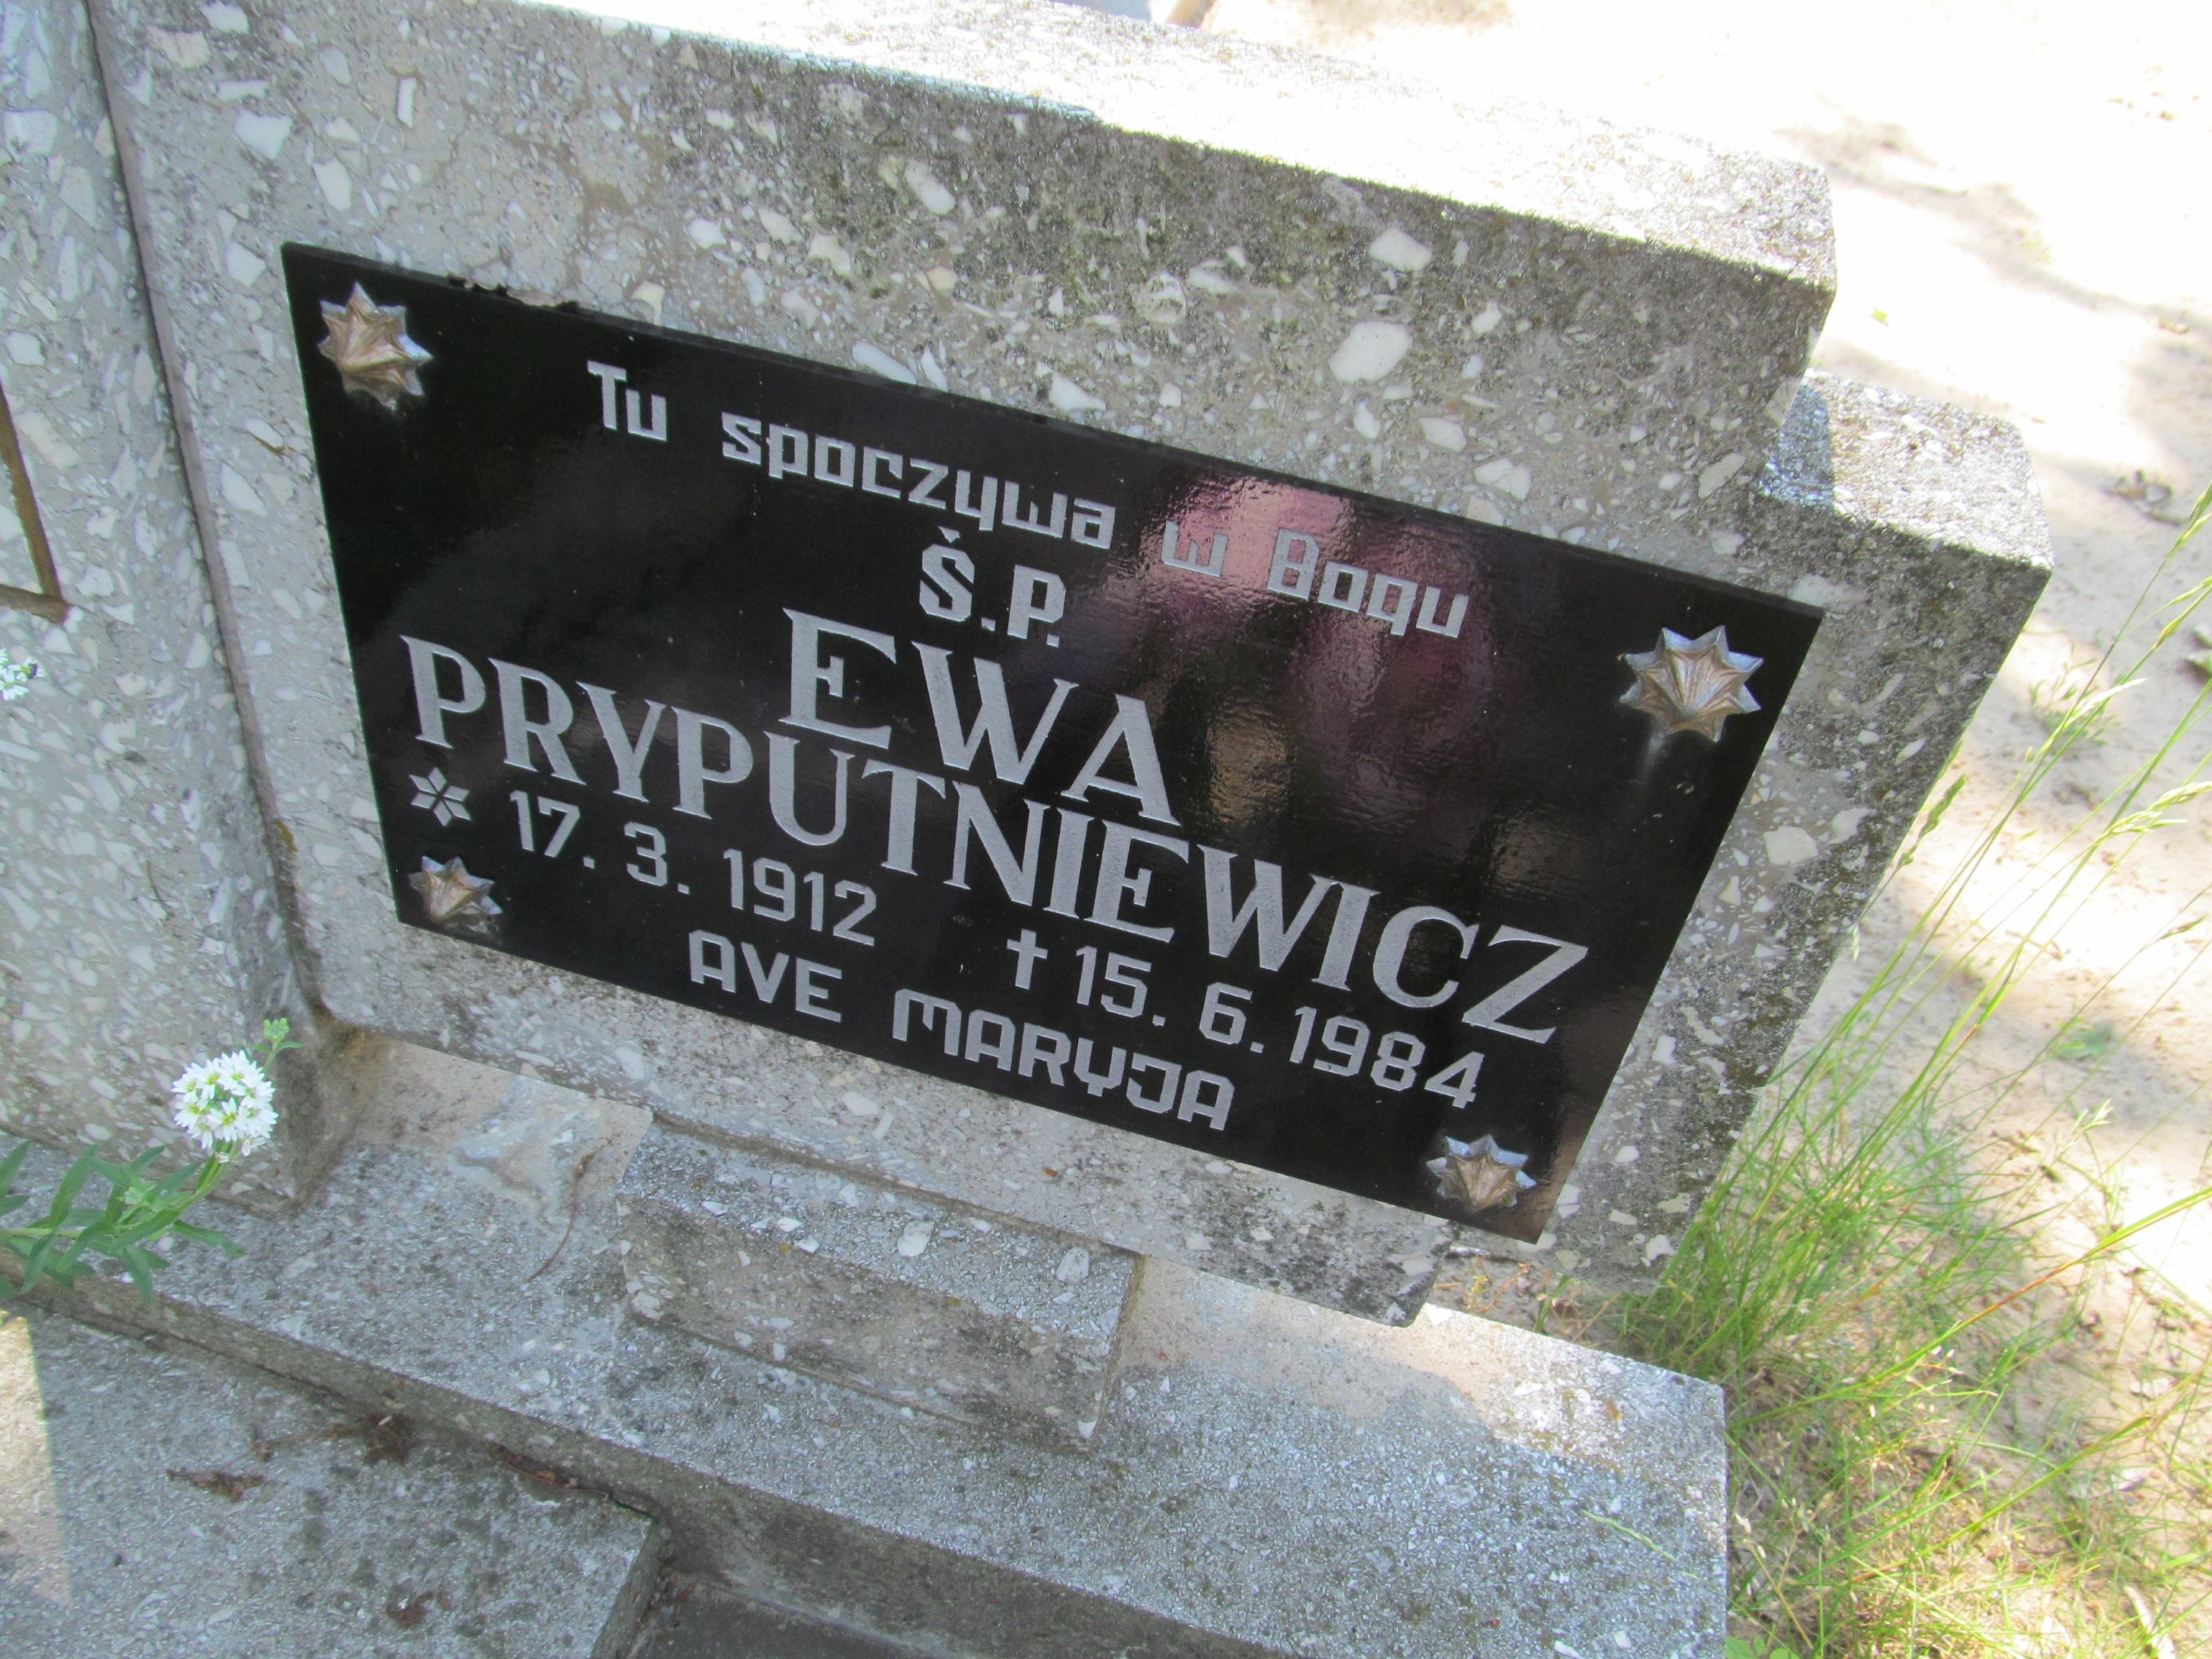 Tu spoczywa w Bogu
Ś.P.
EWA
PRYPUTNIEWICZ
* 17. 3. 1912 † 15. 6. 1984
AVE MARYJA